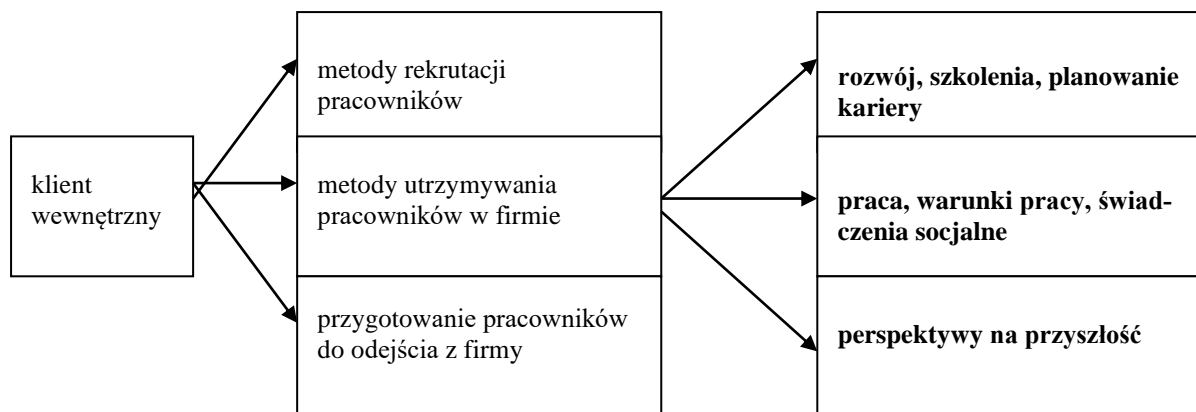 klient
wewnętrzny
metody rekrutacji
pracowników
metody utrzymywania
pracowników w firmie
przygotowanie pracowników
do odejścia z firmy
rozwój, szkolenia, planowanie
kariery
praca, warunki pracy, świad-
czenia socjalne
perspektywy na przyszłość